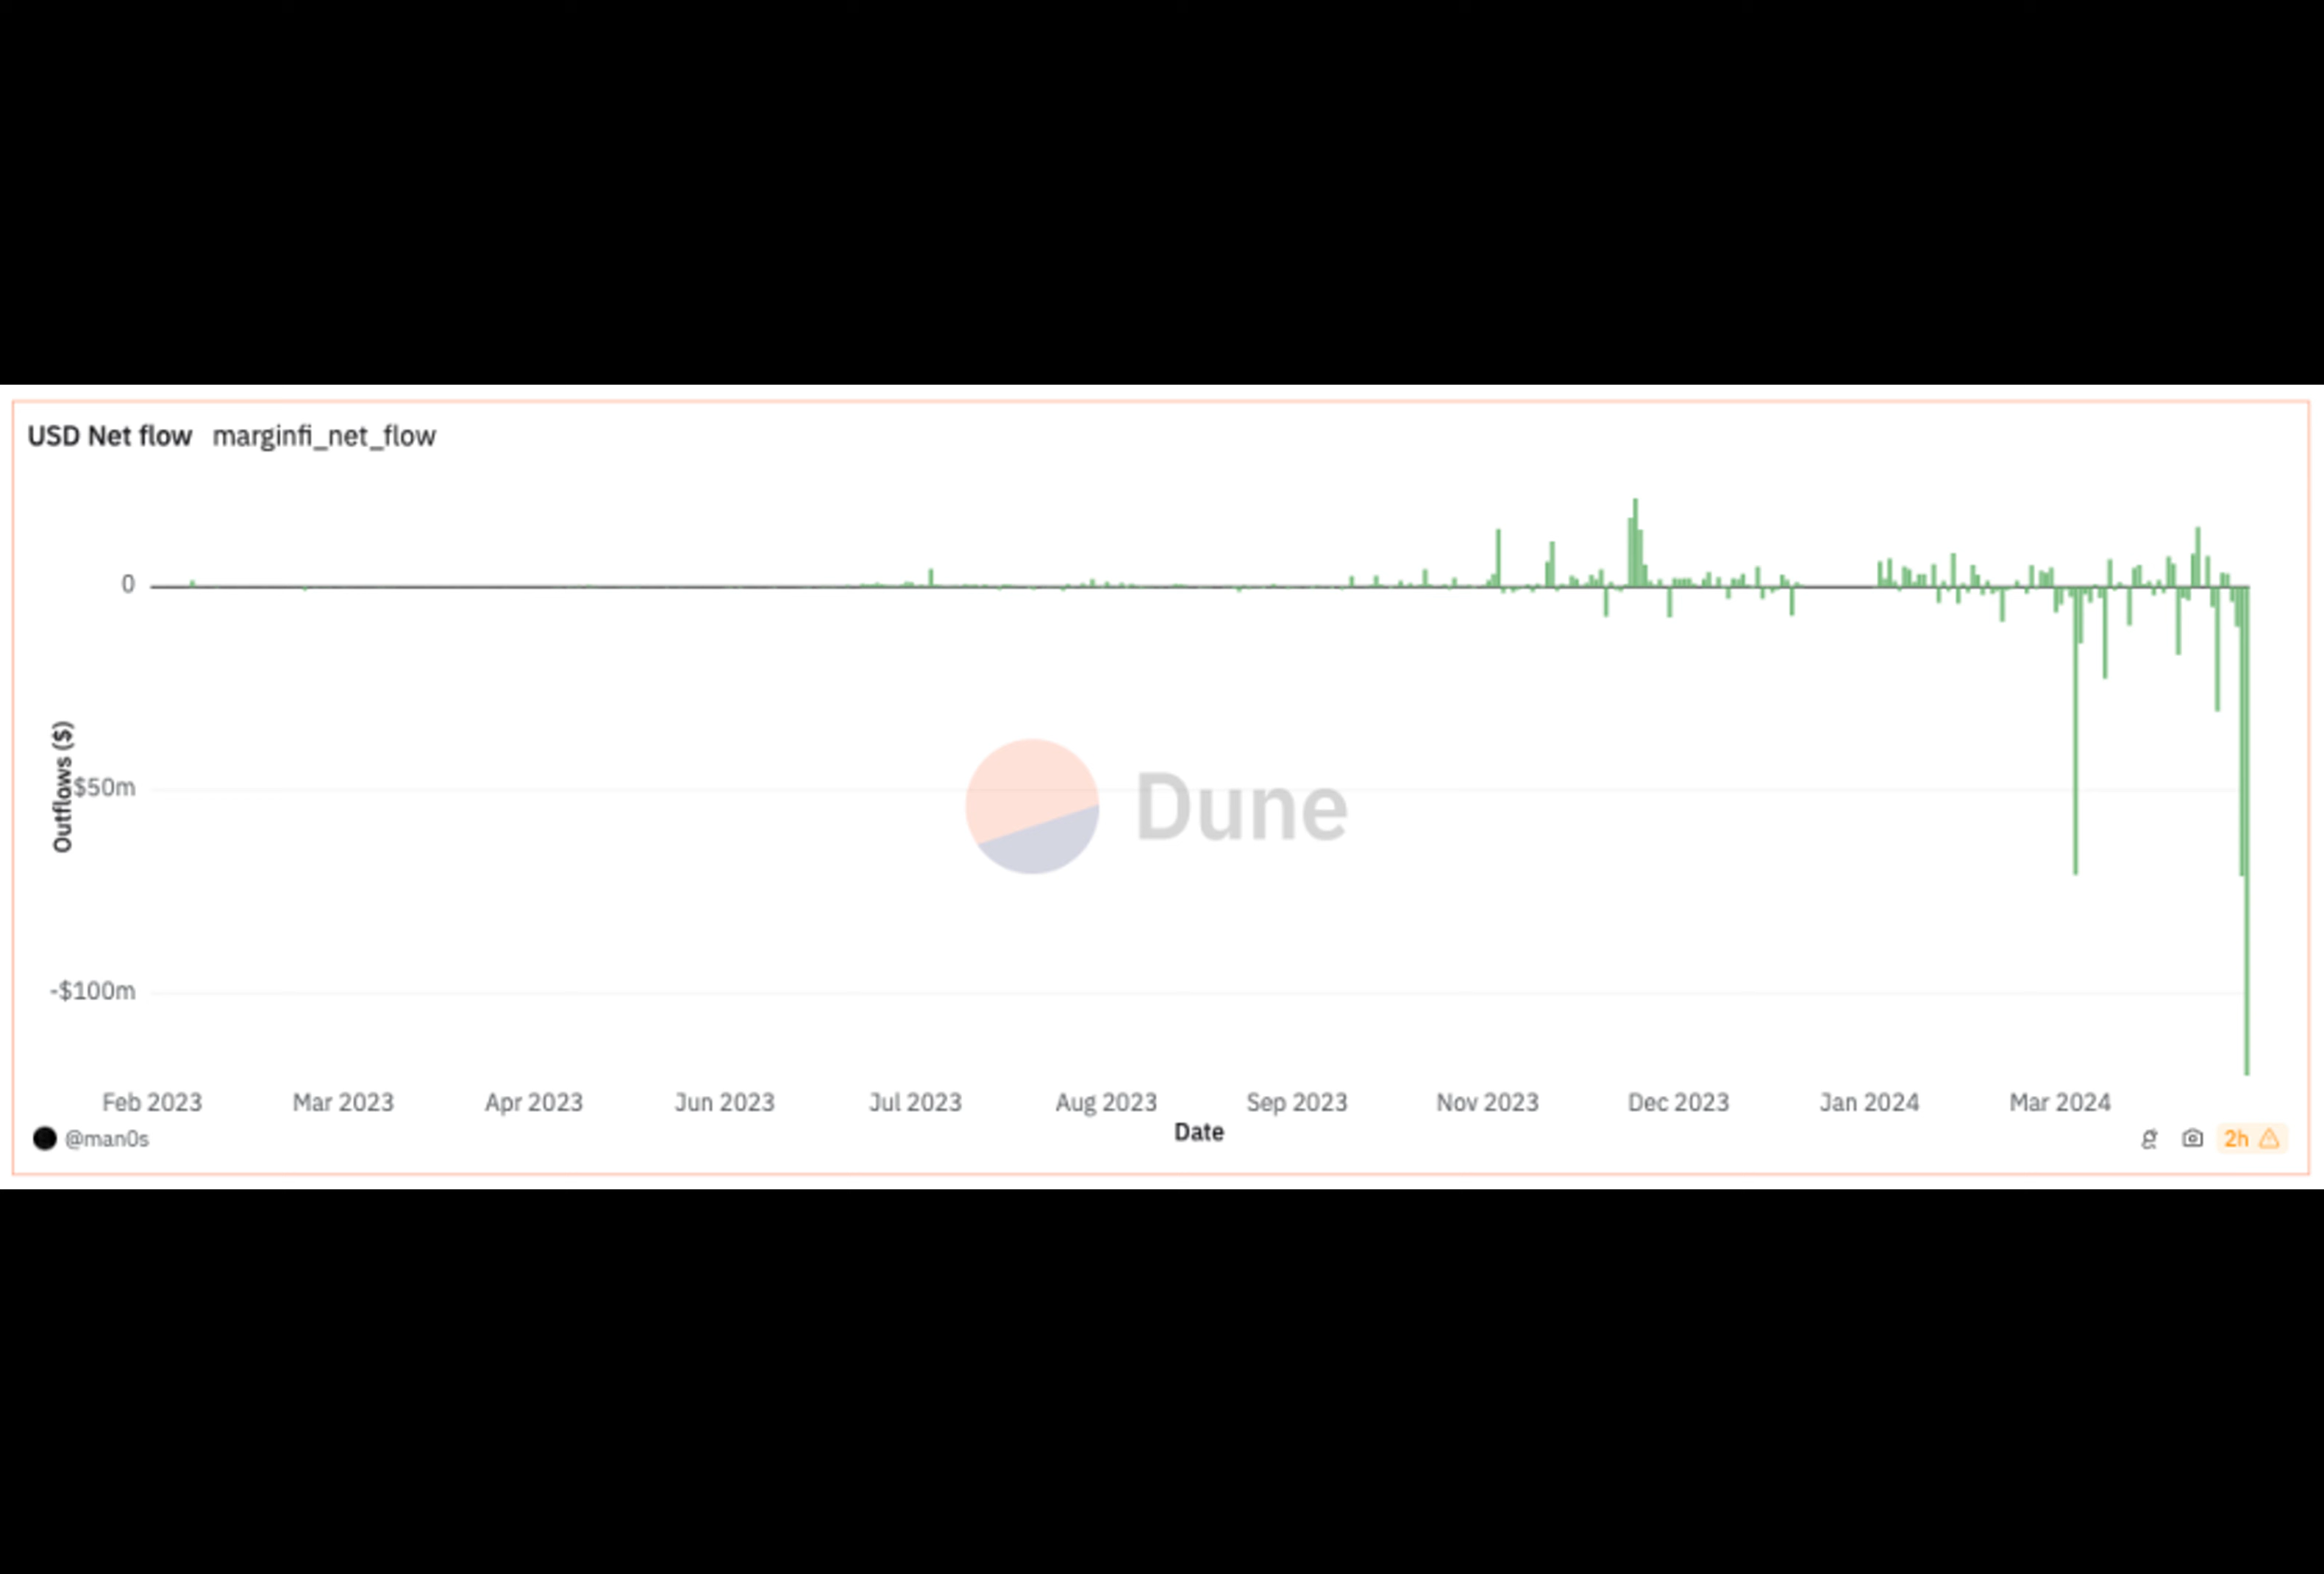 USD Net flow marginfi_net_flow
0
Outflows ($)
$50m
-$100m
Dune
Feb 2023 Mar 2023 Apr 2023 Jun 2023 Jul 2023 Aug 2023 Sep 2023 Nov 2023 Dec 2023 Jan 2024 Mar 2024
Date
@man0s
2h